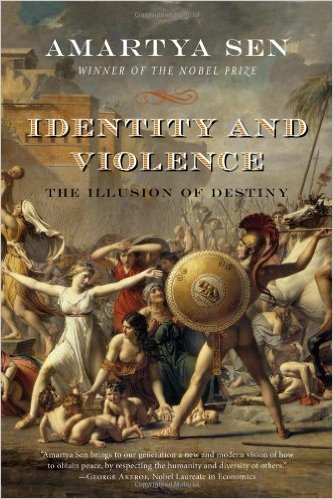 AMARTYA SEN
WINNER OF THE NOBEL PRIZE
IDENTITY AND
VIOLENCE
THE ILLUSION OF DESTINY
"Amartya Sen brings to our generation a new and modern vision of how
to obtain peace, by respecting the humanity and diversity of others."
—GEORGE AKEROF, Nobel Laureate in Economics